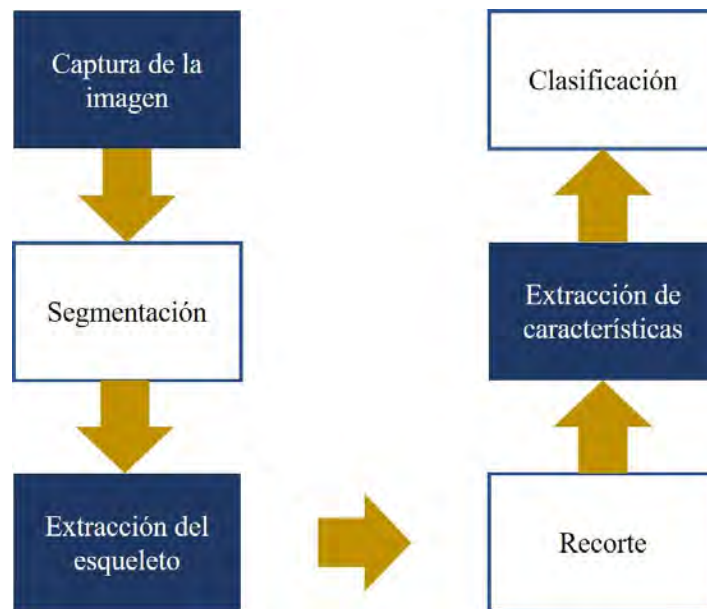 Captura de la
imagen
Segmentación
Extracción del
esqueleto
Recorte
Extracción de
características
Clasificación